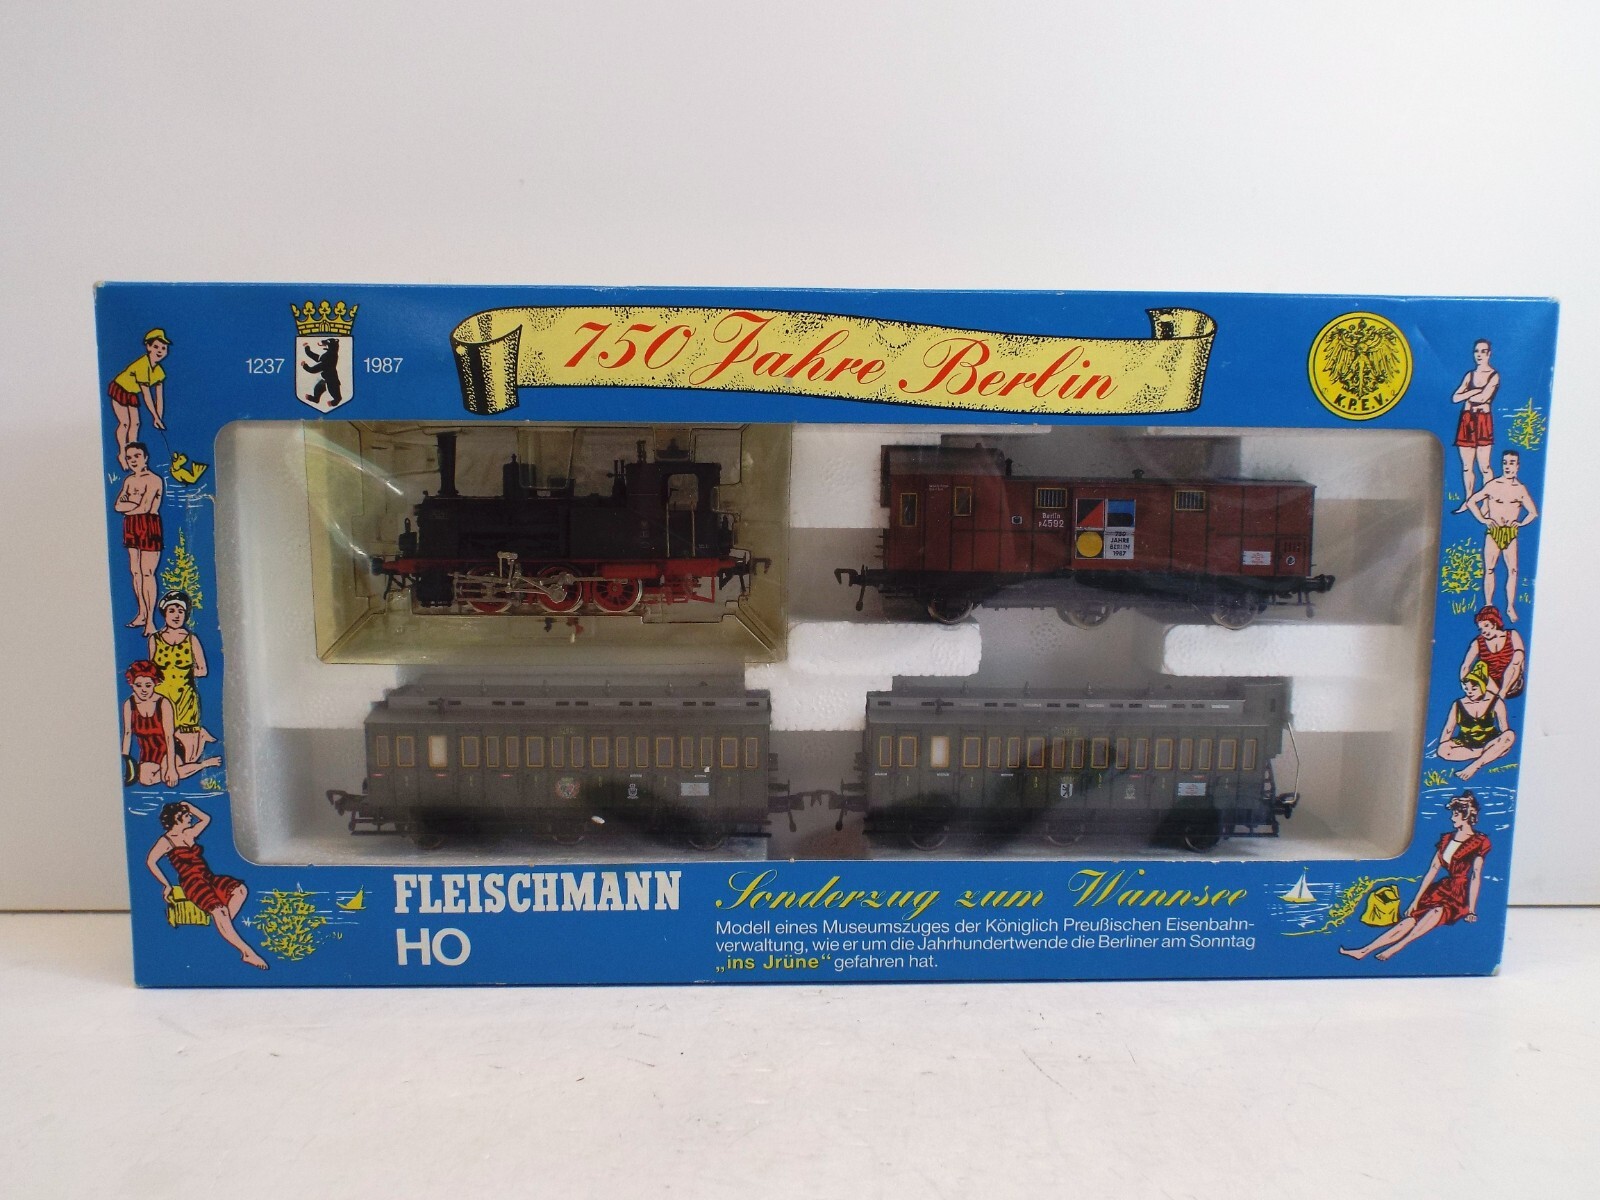 1237
1987
750 Jahre Berlin
K.P.E.V.
Berlin
4592
750
JAHRE
BERLIN
1987
FLEISCHMANN
HO
Sonderzug zum Wannsee
Modell eines Museumszuges der Königlich Preußischen Eisenbahn-
verwaltung, wie er um die Jahrhundertwende die Berliner am Sonntag
„ins Jrüne“ gefahren hat.